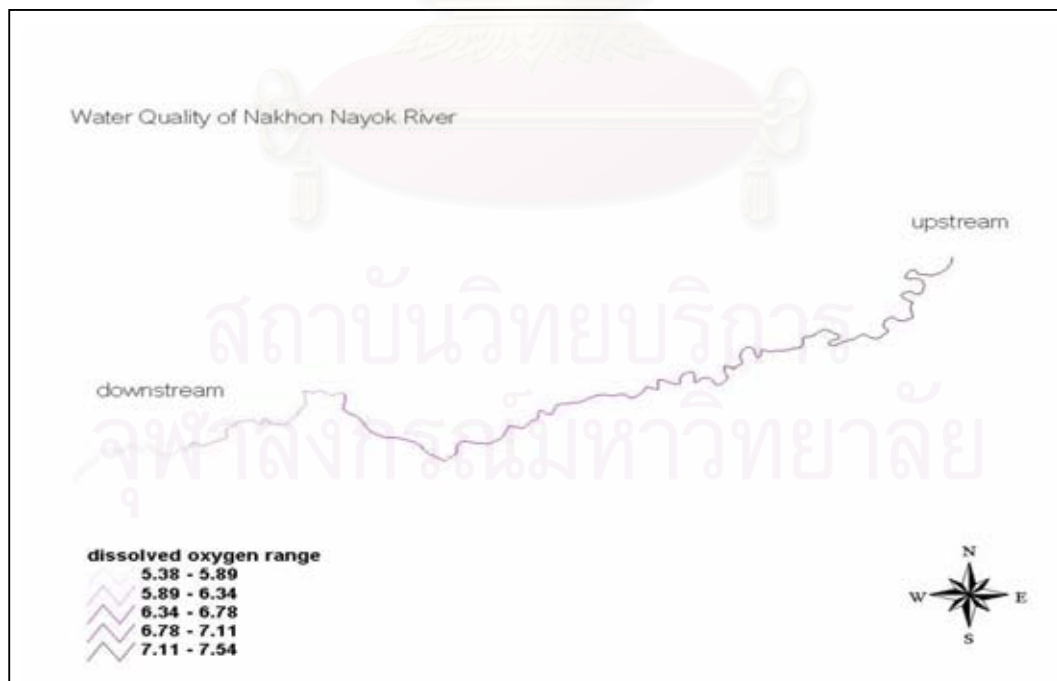 Water Quality of Nakhon Nayok River
upstream
สถาบันวิทยบริการ
downstream
จุฬาลงกรณ์มหาวิทยาลัย
dissolved oxygen range
5.38 - 5.89
5.89 - 6.34
6.34 - 6.78
6.78 - 7.11
7.11 - 7.54
N
W E
S